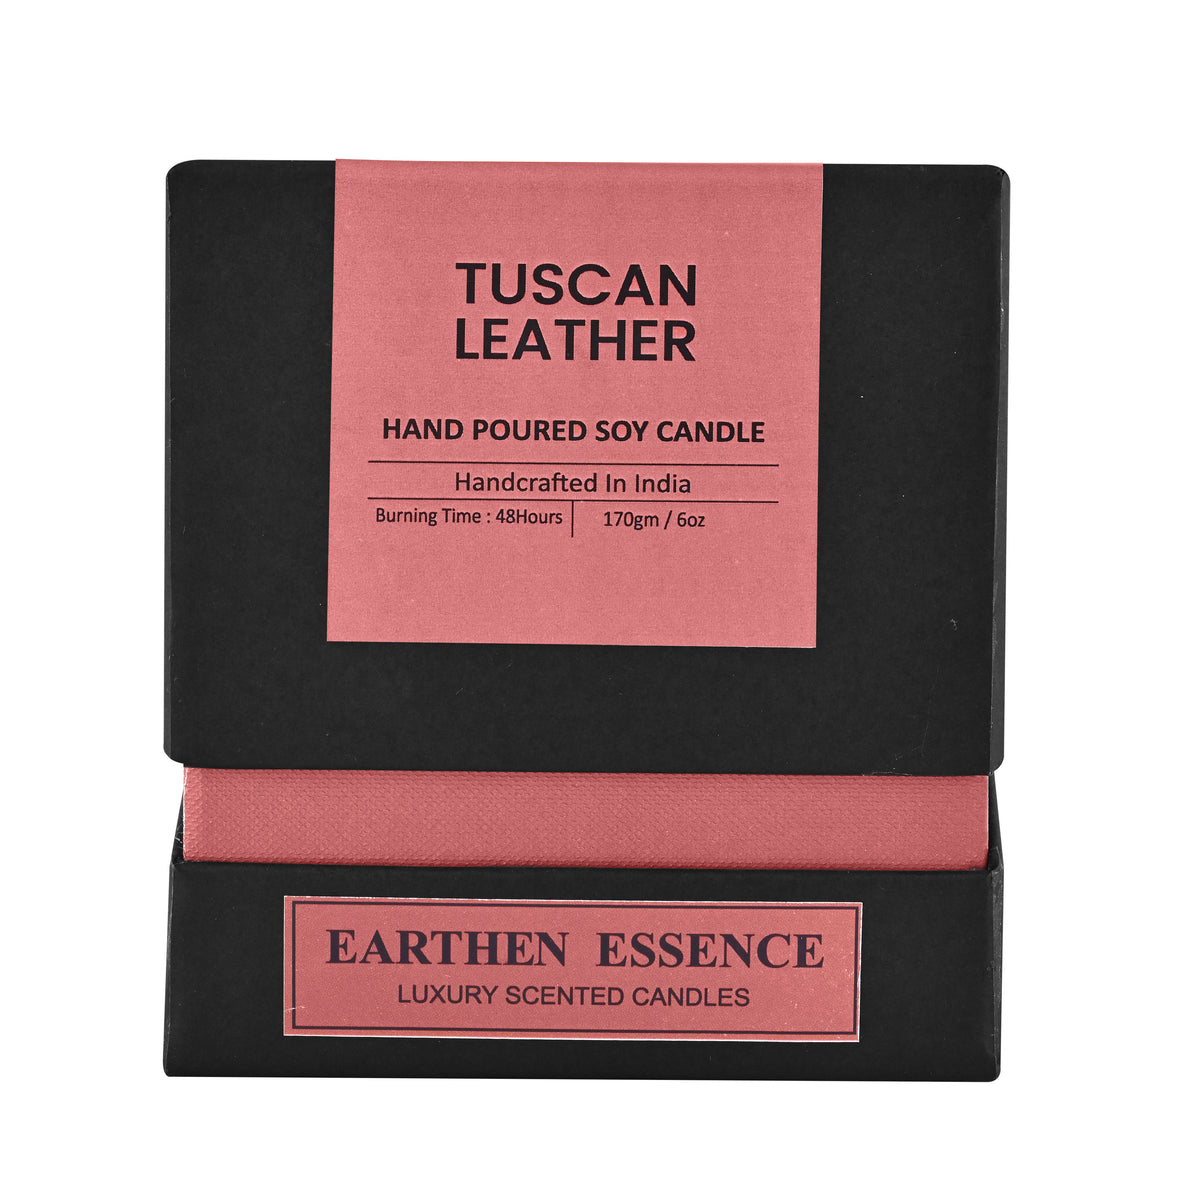 TUSCAN
LEATHER
HAND POURED SOY CANDLE
Handcrafted In India
Burning Time : 48Hours
170gm / 6oz
EARTHEN ESSENCE
LUXURY SCENTED CANDLES